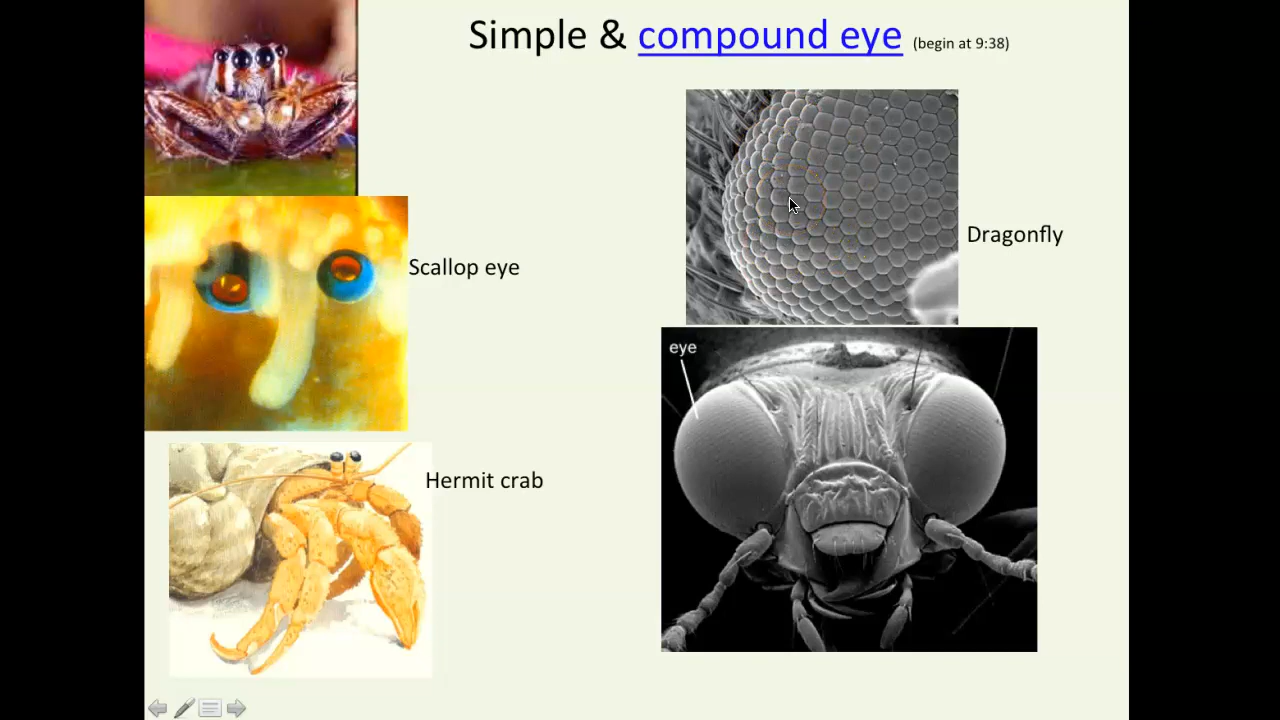 Simple & compound eye (begin at 9:38)
Scallop eye
Hermit crab
Dragonfly
eye